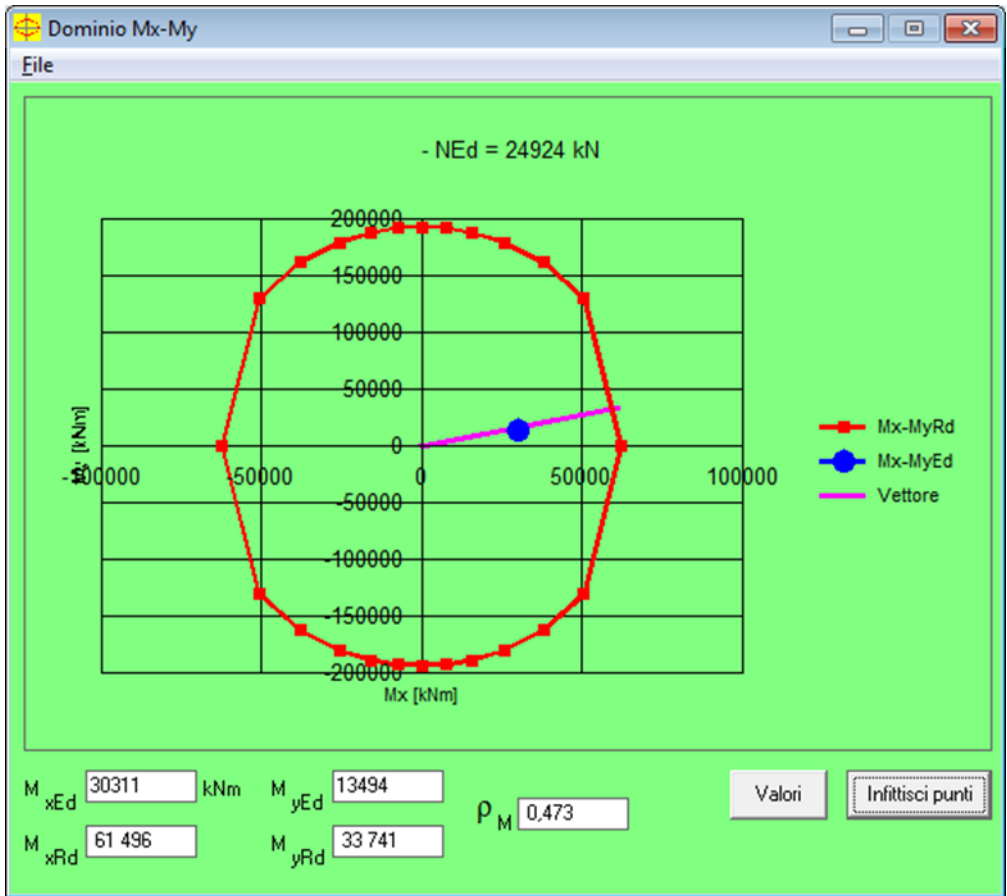 Dominio Mx-My
File
- NEd = 24924 kN
200000
150000
100000
50000
0
-100000 -50000 0 50000 100000
-50000
-100000
-150000
-200000
[kNm]
Mx [kNm]
Mx-MyRd
Mx-MyEd
Vettore
M xEd 30311 kNm M yEd 13494
ρ M 0,473
M xRd 61 496 M yRd 33 741
Valori Infittisci punti